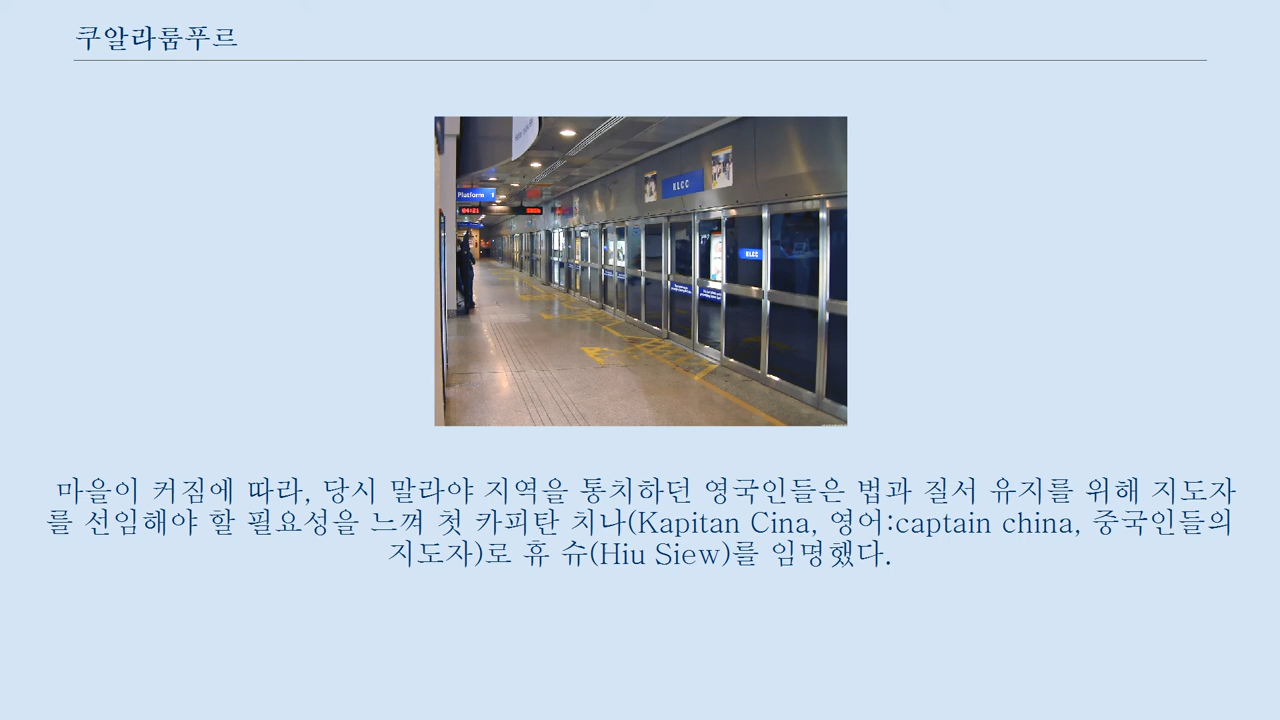 쿠알라룸푸르
Platform 1
04:21
KLCC
KLCC
마을이 커짐에 따라, 당시 말라야 지역을 통치하던 영국인들은 법과 질서 유지를 위해 지도자
를 선임해야 할 필요성을 느껴 첫 카피탄 치나(Kapitan Cina, 영어:captain china, 중국인들의
지도자)로 휴 슈(Hiu Siew)를 임명했다.